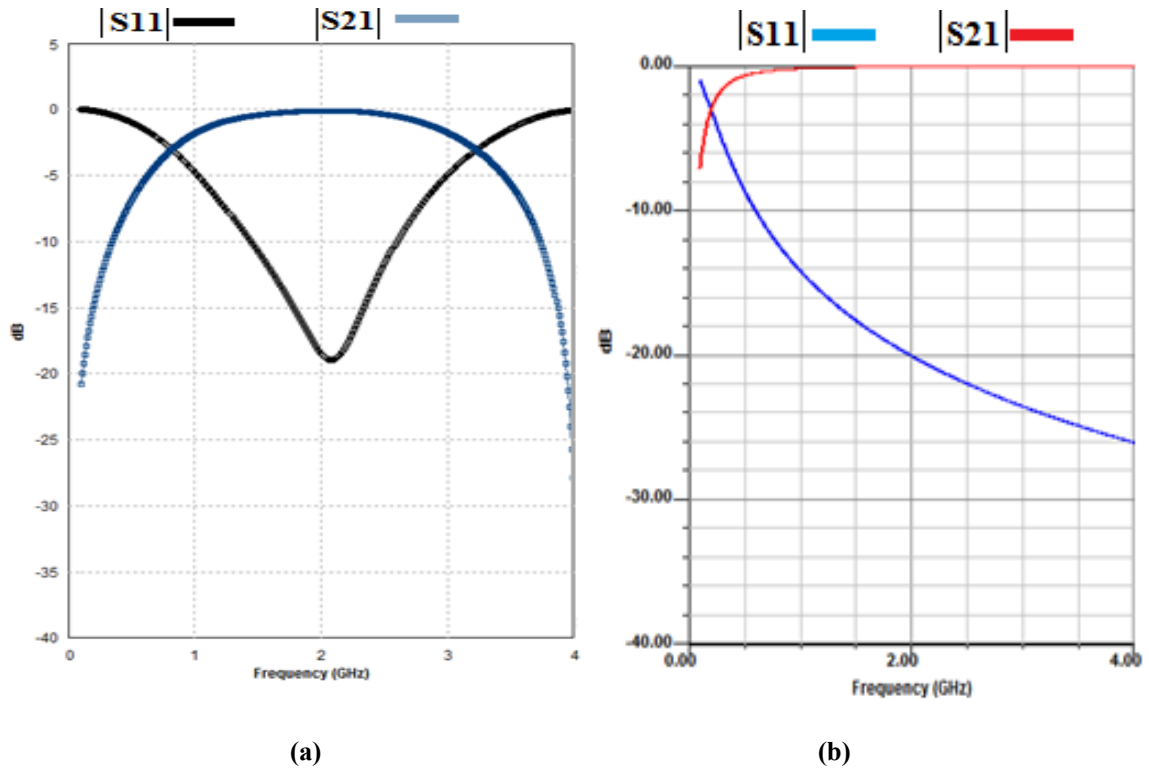 |S11| |S21|
5
0
-5
-10
-15
-20
-25
-30
-35
-40
dB
0 1 2 3 4
Frequency (GHz)
(a)
|S11| |S21|
0.00
-10.00
-20.00
-30.00
-40.00
dB
0.00 2.00 4.00
Frequency (GHz)
(b)